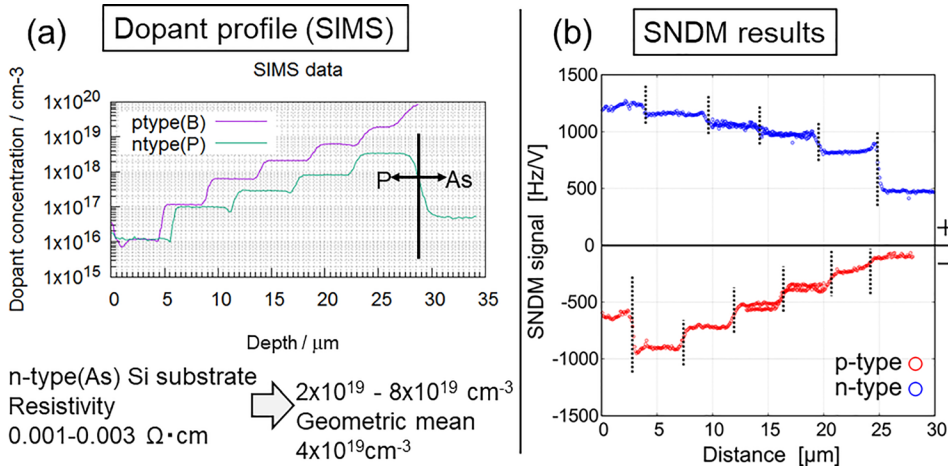 (a) Dopant profile (SIMS)
SIMS data
Dopant concentration / cm-3
1x10^20
1x10^19
1x10^18
1x10^17
1x10^16
1x10^15
ptype(B)
ntype(P)
P As
0 5 10 15 20 25 30 35
Depth / μm
n-type(As) Si substrate
Resistivity
0.001-0.003 Ω・cm
2x10^19 - 8x10^19 cm^-3
Geometric mean
4x10^19cm^-3
(b) SNDM results
SNDM signal [Hz/V]
1500
1000
500
0
-500
-1000
-1500
+
−
p-type
n-type
0 5 10 15 20 25 30
Distance [μm]